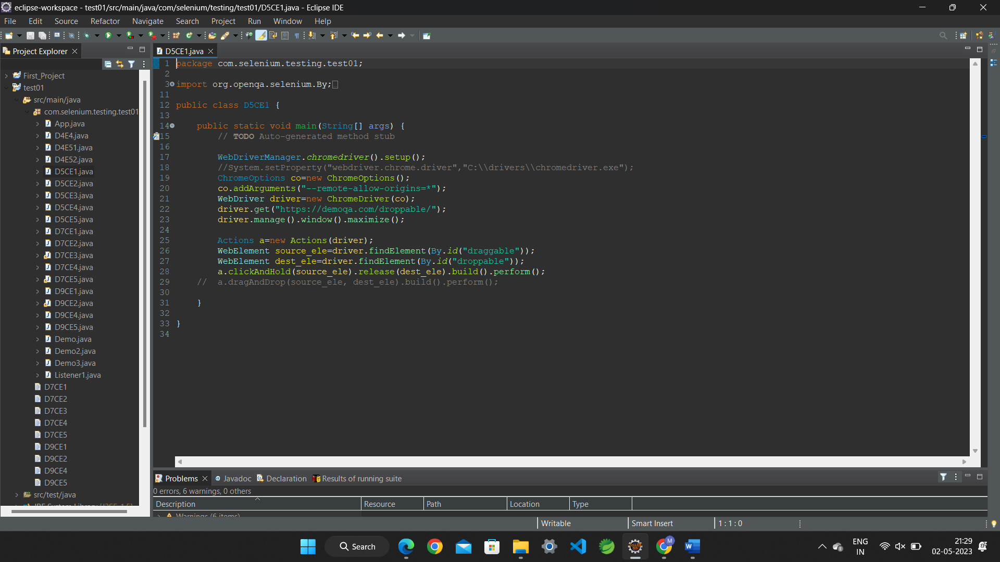 eclipse-workspace - test01/src/main/java/com/selenium/testing/test01/D5CE1.java - Eclipse IDE
File Edit Source Refactor Navigate Search Project Run Window Help
Project Explorer
First_Project
test01
src/main/java
com.selenium.testing.test01
App.java
D4E4.java
D4E51.java
D4E52.java
D5CE1.java
D5CE2.java
D5CE3.java
D5CE4.java
D5CE5.java
D7CE1.java
D7CE2.java
D7CE3.java
D7CE4.java
D7CE5.java
D9CE1.java
D9CE2.java
D9CE4.java
D9CE5.java
Demo.java
Demo2.java
Demo3.java
Listener1.java
D7CE1
D7CE2
D7CE3
D7CE4
D7CE5
D9CE1
D9CE2
D9CE4
D9CE5
src/test/java
D5CE1.java
1 package com.selenium.testing.test01;
2
3 import org.openqa.selenium.By;
11
12 public class D5CE1 {
13
14 public static void main(String[] args) {
15 // TODO Auto-generated method stub
16
17 WebDriverManager.chromedriver().setup();
18 //System.setProperty("webdriver.chrome.driver","C:\\drivers\\chromedriver.exe");
19 ChromeOptions co=new ChromeOptions();
20 co.addArguments("--remote-allow-origins=*");
21 WebDriver driver=new ChromeDriver(co);
22 driver.get("https://demoqa.com/droppable/");
23 driver.manage().window().maximize();
24
25 Actions a=new Actions(driver);
26 WebElement source_ele=driver.findElement(By.id("draggable"));
27 WebElement dest_ele=driver.findElement(By.id("droppable"));
28 a.clickAndHold(source_ele).release(dest_ele).build().perform();
29 // a.dragAndDrop(source_ele, dest_ele).build().perform();
30
31 }
32
33 }
34
Problems Javadoc Declaration Results of running suite
0 errors, 6 warnings, 0 others
Description Resource Path Location Type
Warnings (6 items)
Writable Smart Insert 1 : 1 : 0
Search
M
ENG
IN
21:29
02-05-2023